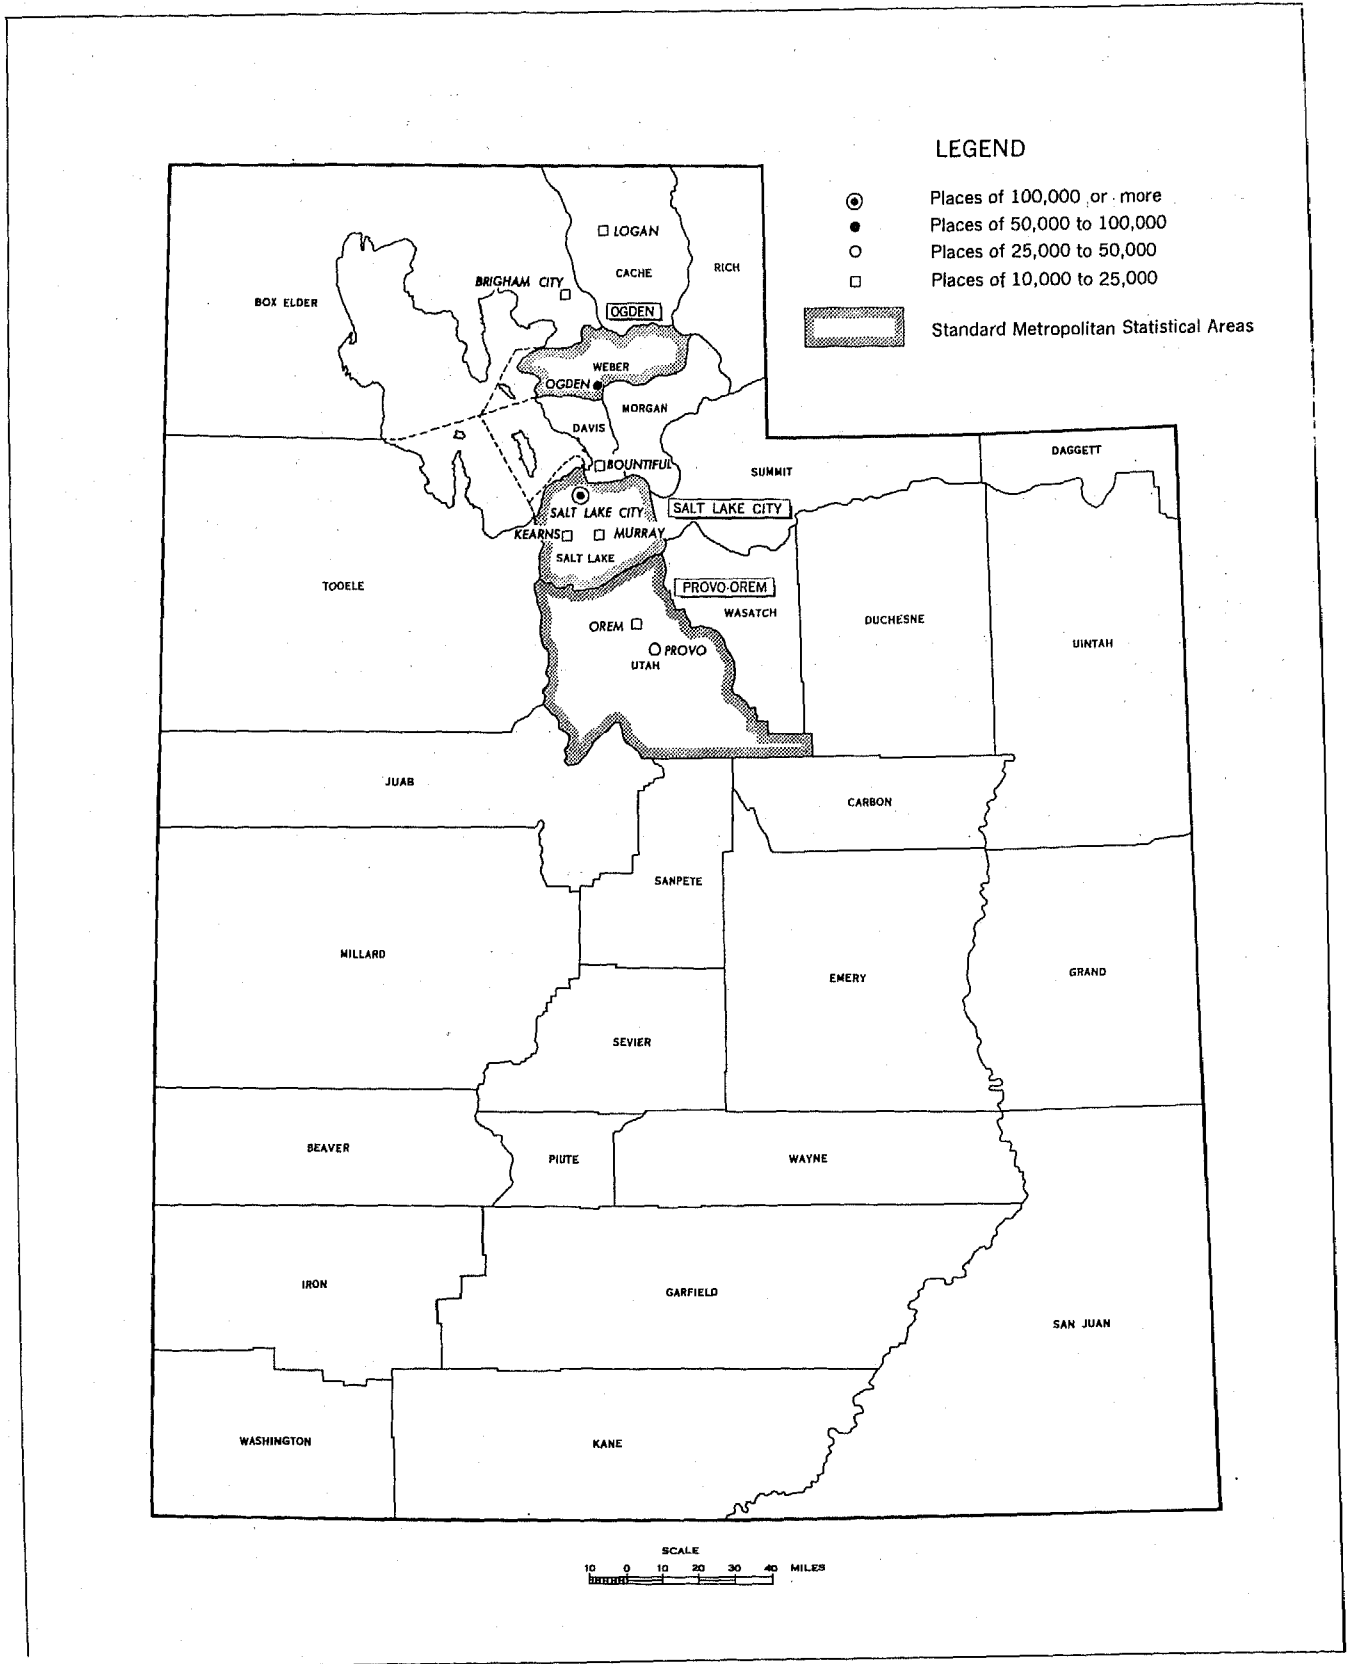 LEGEND
Places of 100,000 or more
Places of 50,000 to 100,000
Places of 25,000 to 50,000
Places of 10,000 to 25,000
Standard Metropolitan Statistical Areas
LOGAN
CACHE
RICH
BRIGHAM CITY
BOX ELDER
OGDEN
WEBER
OGDEN
MORGAN
DAVIS
BOUNTIFUL
SUMMIT
DAGGETT
SALT LAKE CITY
SALT LAKE CITY
KEARNS
MURRAY
SALT LAKE
TOOELE
PROVO-OREM
WASATCH
DUCHESNE
OREM
PROVO
UTAH
UINTAH
JUAB
CARBON
SANPETE
MILLARD
EMERY
GRAND
SEVIER
BEAVER
PIUTE
WAYNE
IRON
GARFIELD
SAN JUAN
WASHINGTON
KANE
SCALE
10 0 10 20 30 40 MILES